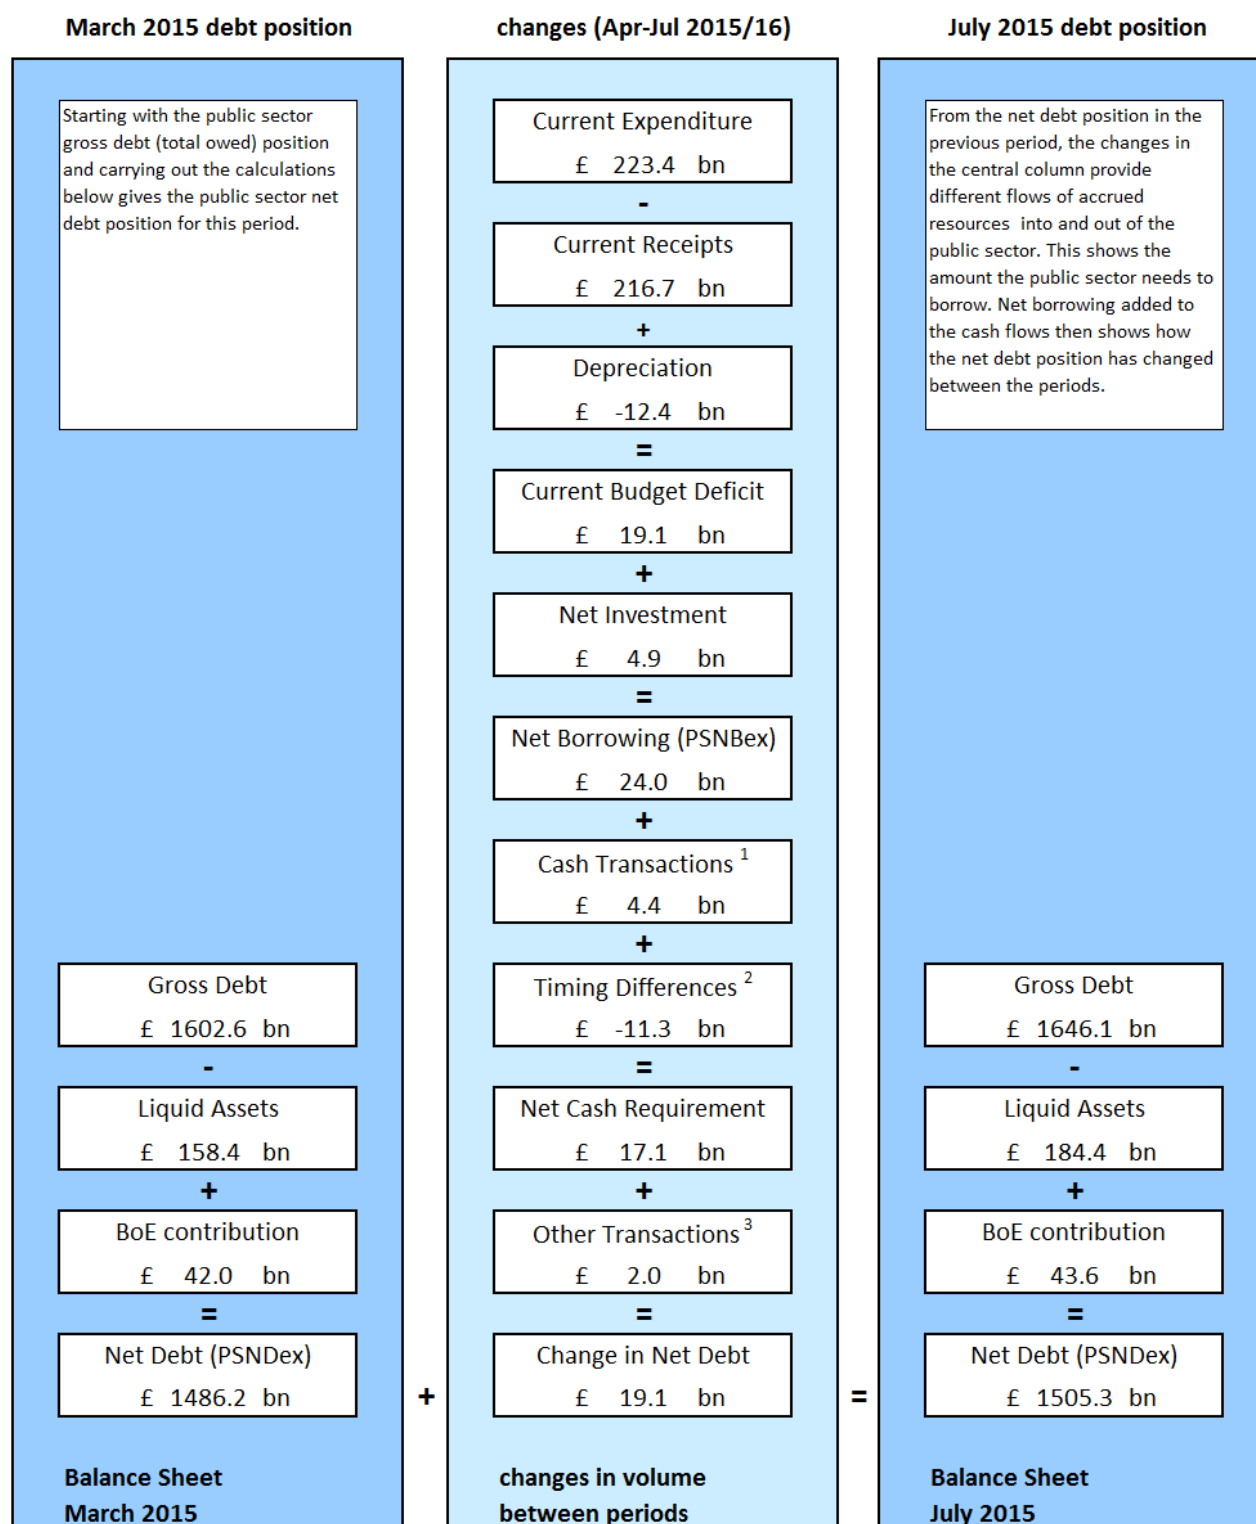 March 2015 debt position
Starting with the public sector
gross debt (total owed) position
and carrying out the calculations
below gives the public sector net
debt position for this period.
Gross Debt
£ 1602.6 bn
-
Liquid Assets
£ 158.4 bn
+
BoE contribution
£ 42.0 bn
=
Net Debt (PSNDex)
£ 1486.2 bn
Balance Sheet
March 2015
+
changes (Apr-Jul 2015/16)
Current Expenditure
£ 223.4 bn
-
Current Receipts
£ 216.7 bn
+
Depreciation
£ -12.4 bn
=
Current Budget Deficit
£ 19.1 bn
+
Net Investment
£ 4.9 bn
=
Net Borrowing (PSNBex)
£ 24.0 bn
+
Cash Transactions 1
£ 4.4 bn
+
Timing Differences 2
£ -11.3 bn
=
Net Cash Requirement
£ 17.1 bn
+
Other Transactions 3
£ 2.0 bn
=
Change in Net Debt
£ 19.1 bn
changes in volume
between periods
=
July 2015 debt position
From the net debt position in the
previous period, the changes in
the central column provide
different flows of accrued
resources into and out of the
public sector. This shows the
amount the public sector needs to
borrow. Net borrowing added to
the cash flows then shows how
the net debt position has changed
between the periods.
Gross Debt
£ 1646.1 bn
-
Liquid Assets
£ 184.4 bn
+
BoE contribution
£ 43.6 bn
=
Net Debt (PSNDex)
£ 1505.3 bn
Balance Sheet
July 2015